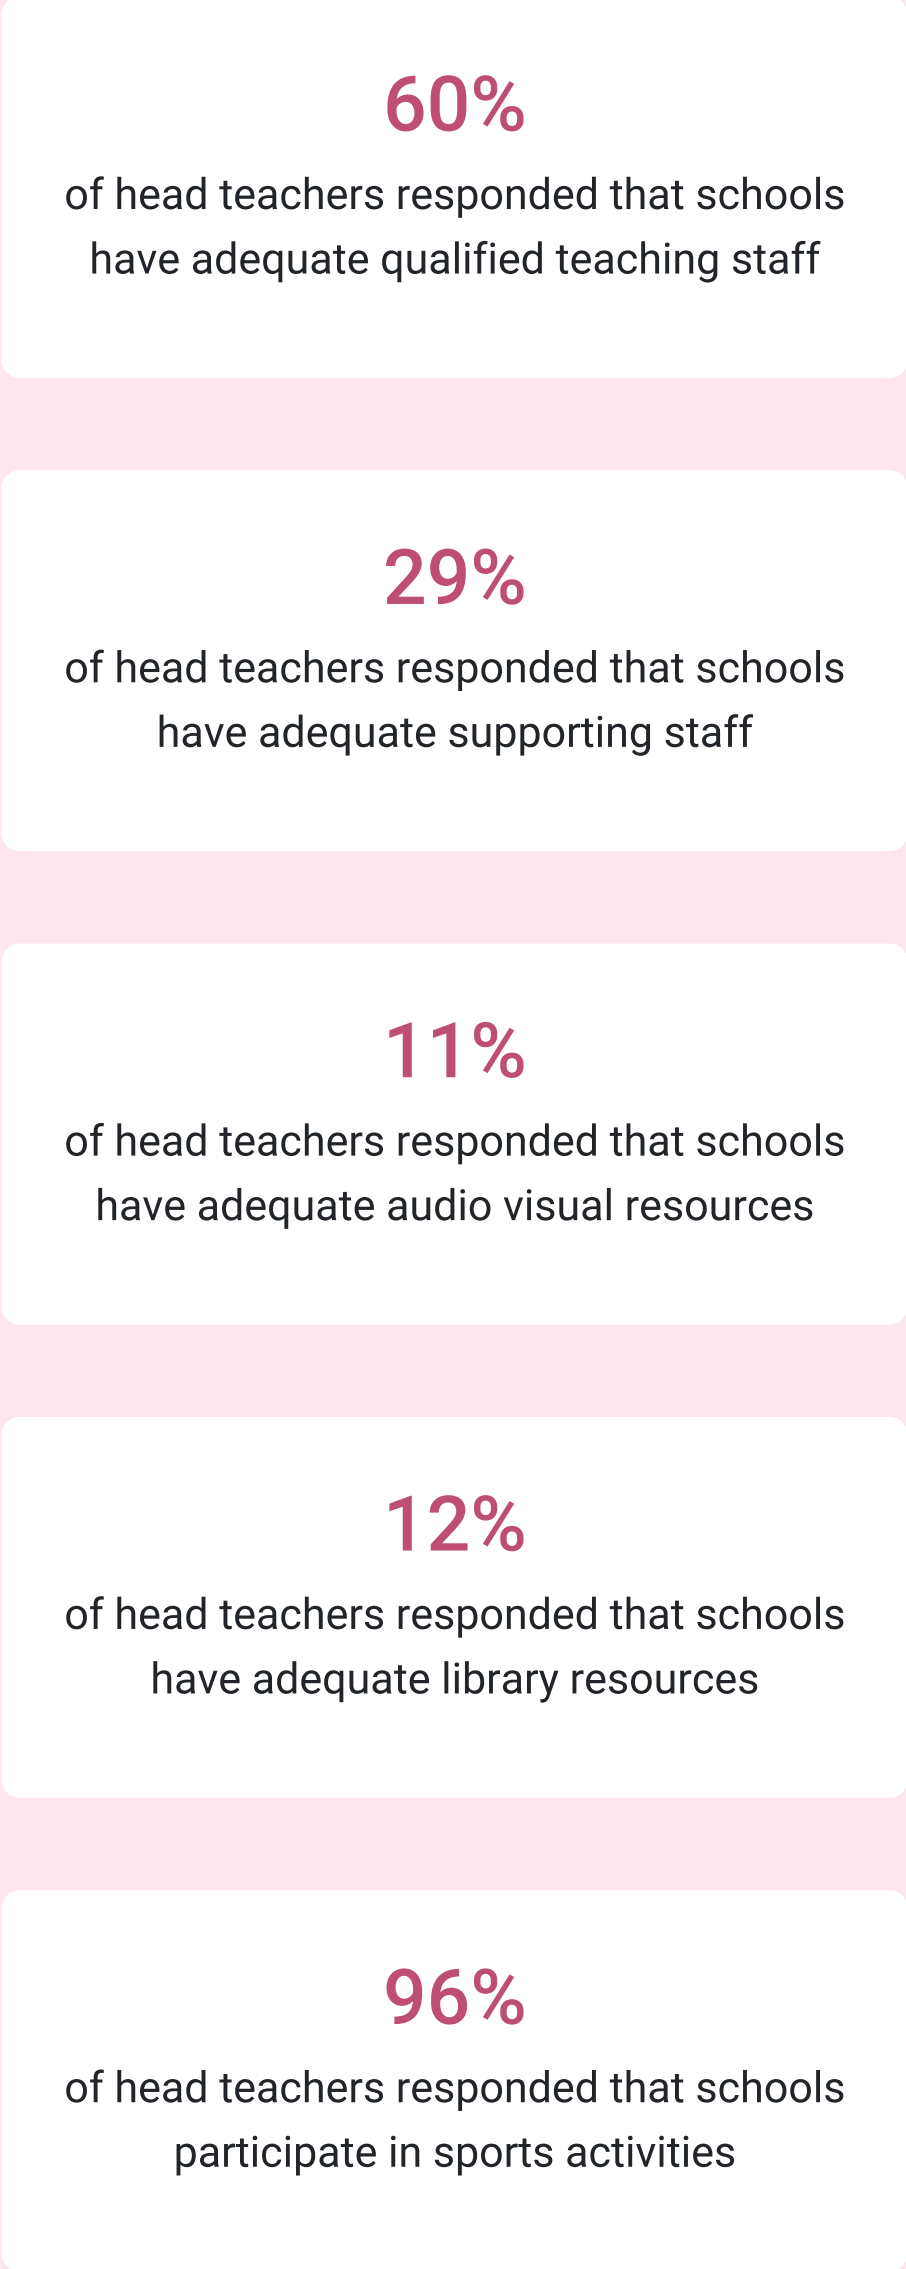 60%
of head teachers responded that schools
have adequate qualified teaching staff
29%
of head teachers responded that schools
have adequate supporting staff
11%
of head teachers responded that schools
have adequate audio visual resources
12%
of head teachers responded that schools
have adequate library resources
96%
of head teachers responded that schools
participate in sports activities